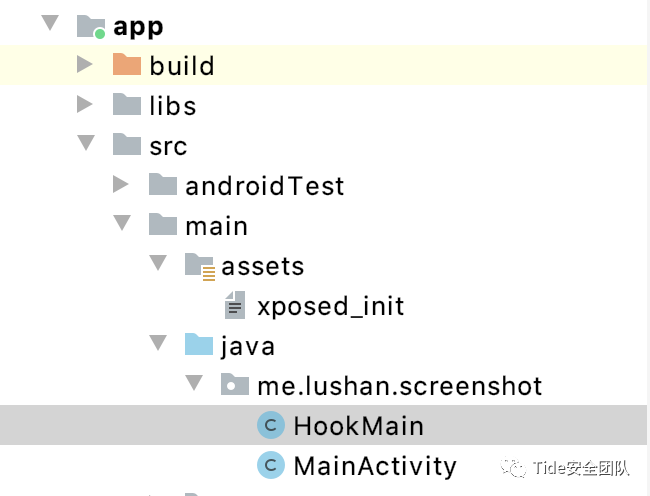 app
build
libs
src
androidTest
main
assets
xposed_init
java
me.lushan.screenshot
C HookMain
C MainActivity
Tide安全团队